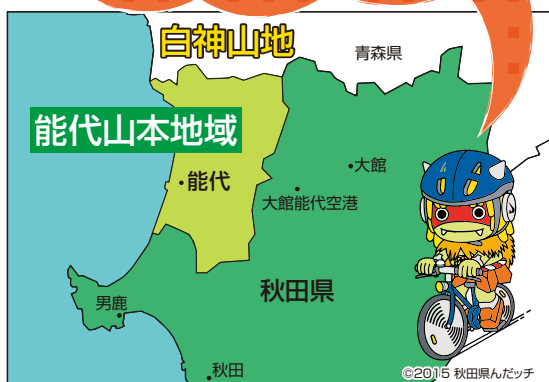 白神山地
青森県
能代山本地域
能代
大館
大館能代空港
秋田県
男鹿
秋田
©2015 秋田県んだッチ